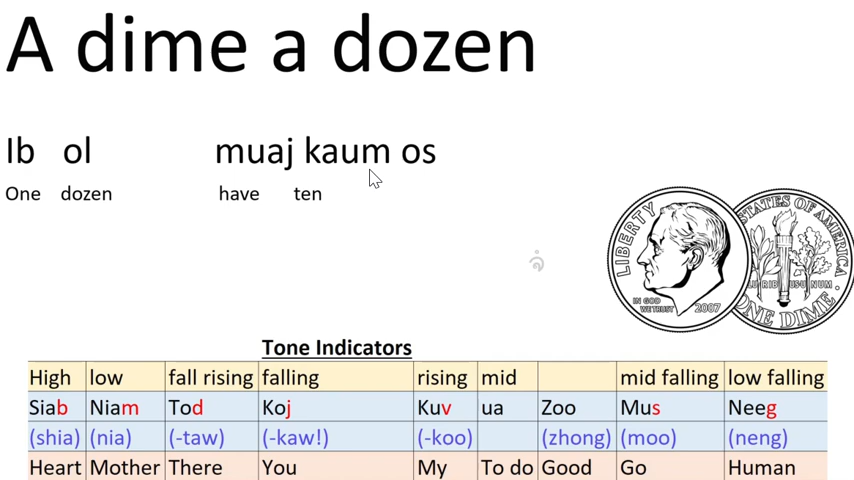 A dime a dozen
Ib ol muaj kaum os
One dozen have ten
LIBERTY
IN GOD
WE TRUST
2007
STATES OF AMERICA
ONE DIME
Tone Indicators
High low fall rising falling rising mid mid falling low falling
Siab Niam Tod Koj Kuv ua Zoo Mus Neeg
(shia) (nia) (-taw) (-kaw!) (-koo) (zhong) (moo) (neng)
Heart Mother There You My To do Good Go Human